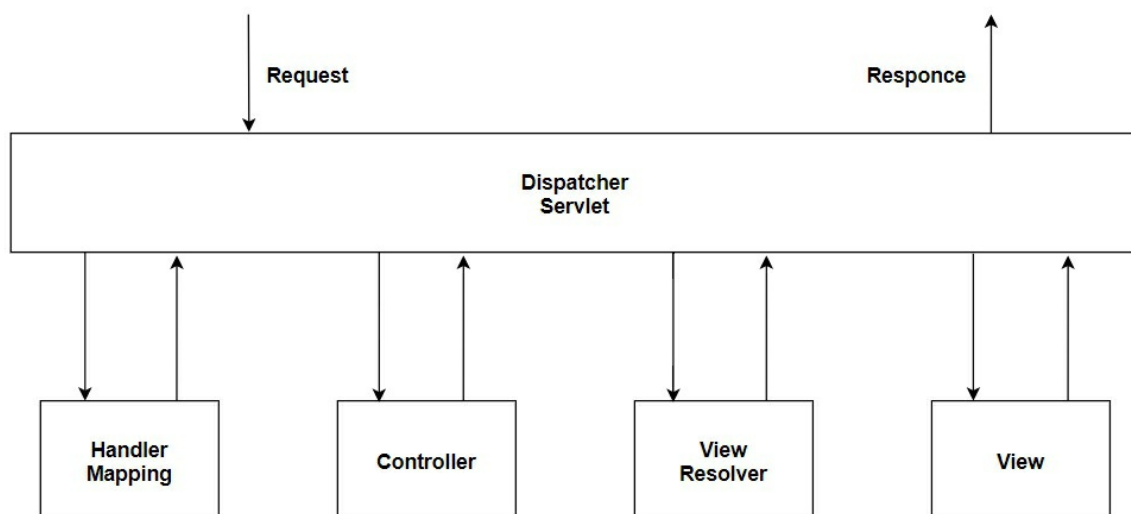 Request
Responce
Dispatcher
Servlet
Handler
Mapping
Controller
View
Resolver
View